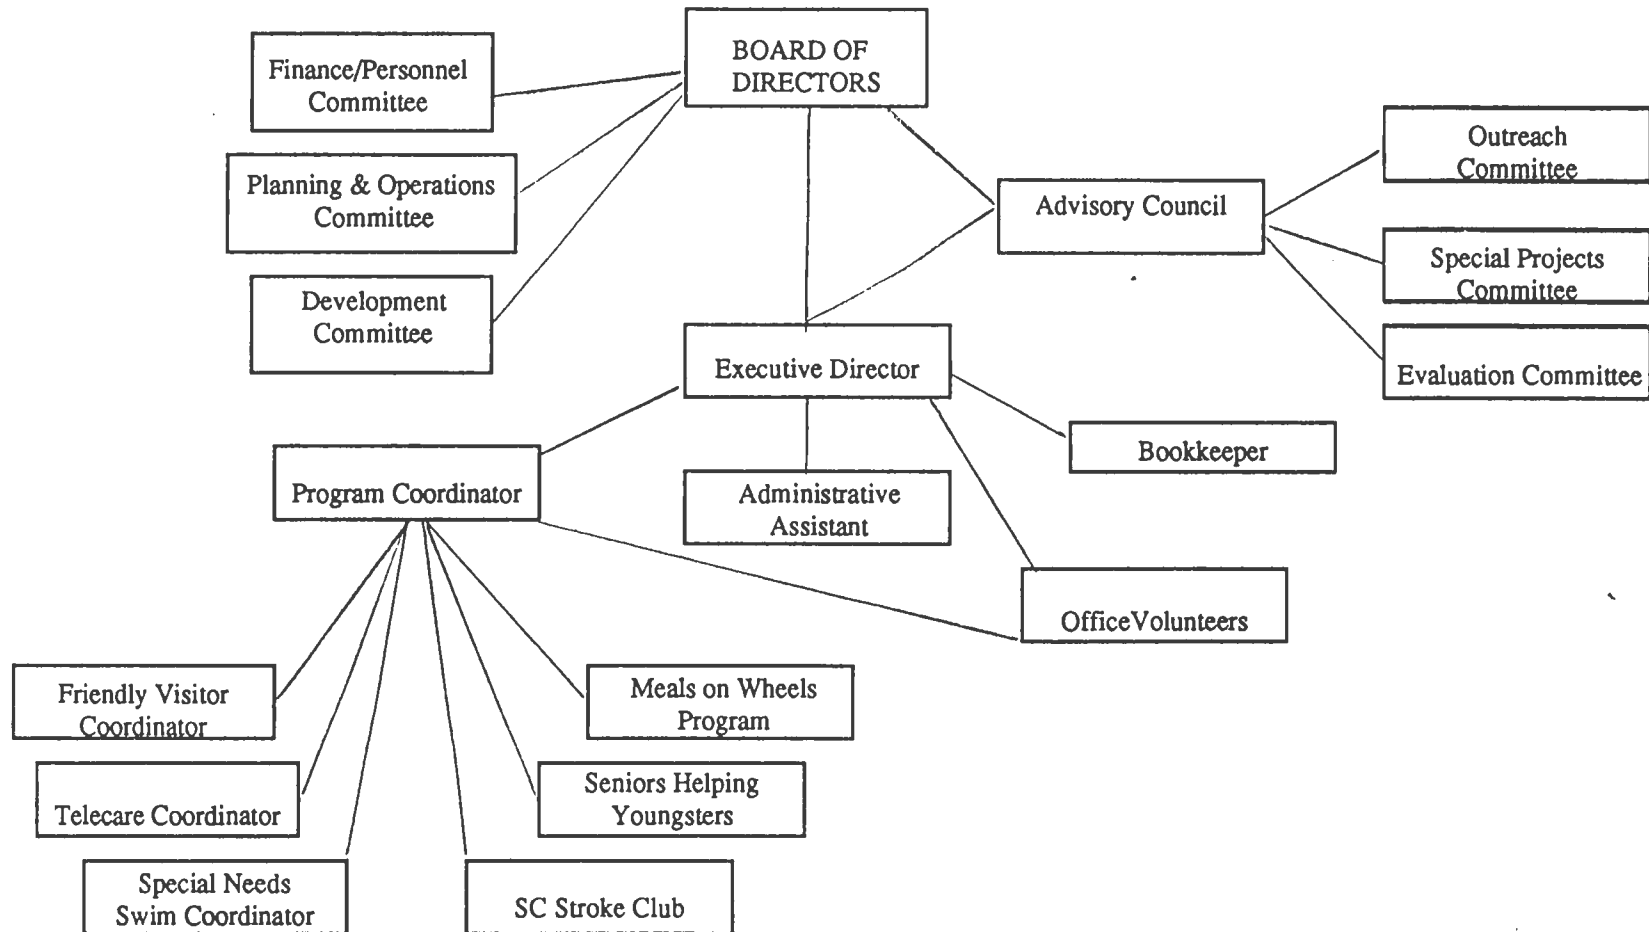 BOARD OF
DIRECTORS
Finance/Personnel
Committee
Planning & Operations
Committee
Development
Committee
Advisory Council
Outreach
Committee
Special Projects
Committee
Evaluation Committee
Executive Director
Bookkeeper
Program Coordinator
Administrative
Assistant
OfficeVolunteers
Friendly Visitor
Coordinator
Meals on Wheels
Program
Telecare Coordinator
Seniors Helping
Youngsters
Special Needs
Swim Coordinator
SC Stroke Club